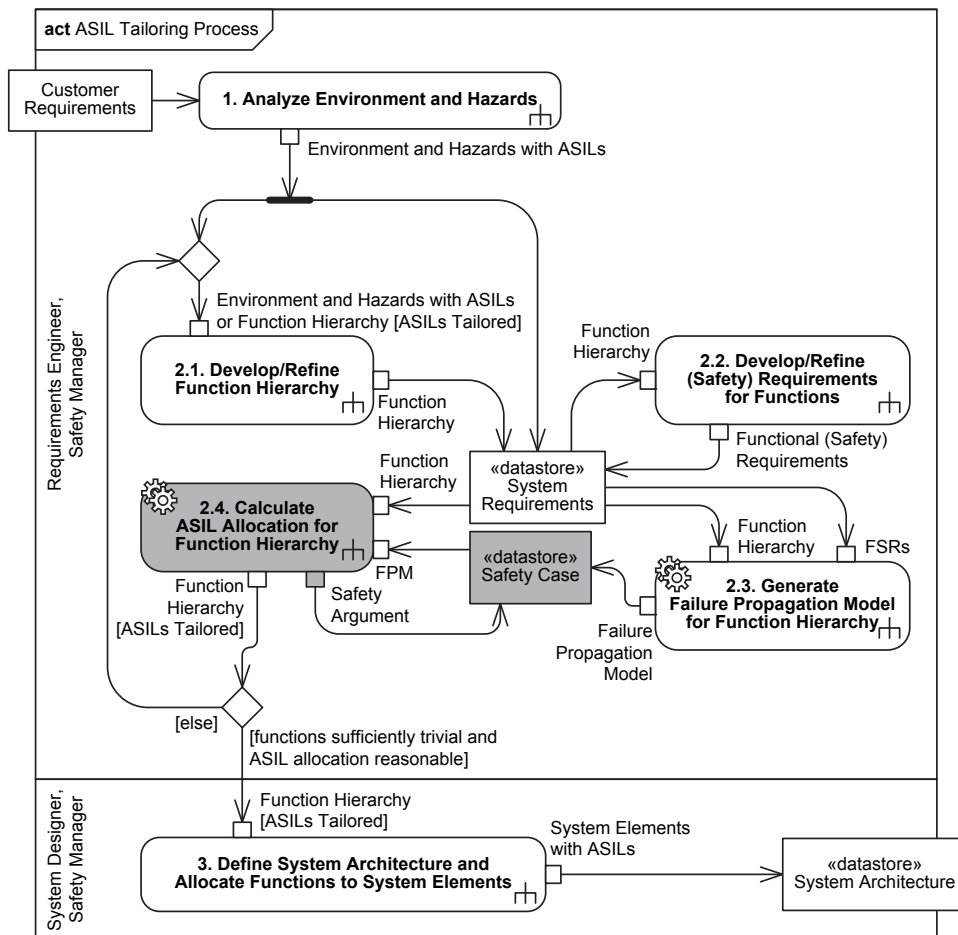 act ASIL Tailoring Process
Customer
Requirements
1. Analyze Environment and Hazards
Environment and Hazards with ASILs
Environment and Hazards with ASILs
or Function Hierarchy [ASILs Tailored]
2.1. Develop/Refine
Function Hierarchy
Function
Hierarchy
Function
Hierarchy
2.2. Develop/Refine
(Safety) Requirements
for Functions
Functional (Safety)
Requirements
«datastore»
System
Requirements
Function
Hierarchy
2.4. Calculate
ASIL Allocation for
Function Hierarchy
FPM
«datastore»
Safety Case
Function
Hierarchy
FSRs
2.3. Generate
Failure Propagation Model
for Function Hierarchy
Failure
Propagation
Model
Function
Hierarchy
[ASILs Tailored]
Safety
Argument
[else]
[functions sufficiently trivial and
ASIL allocation reasonable]
Requirements Engineer,
Safety Manager
Function Hierarchy
[ASILs Tailored]
3. Define System Architecture and
Allocate Functions to System Elements
System Elements
with ASILs
«datastore»
System Architecture
System Designer,
Safety Manager